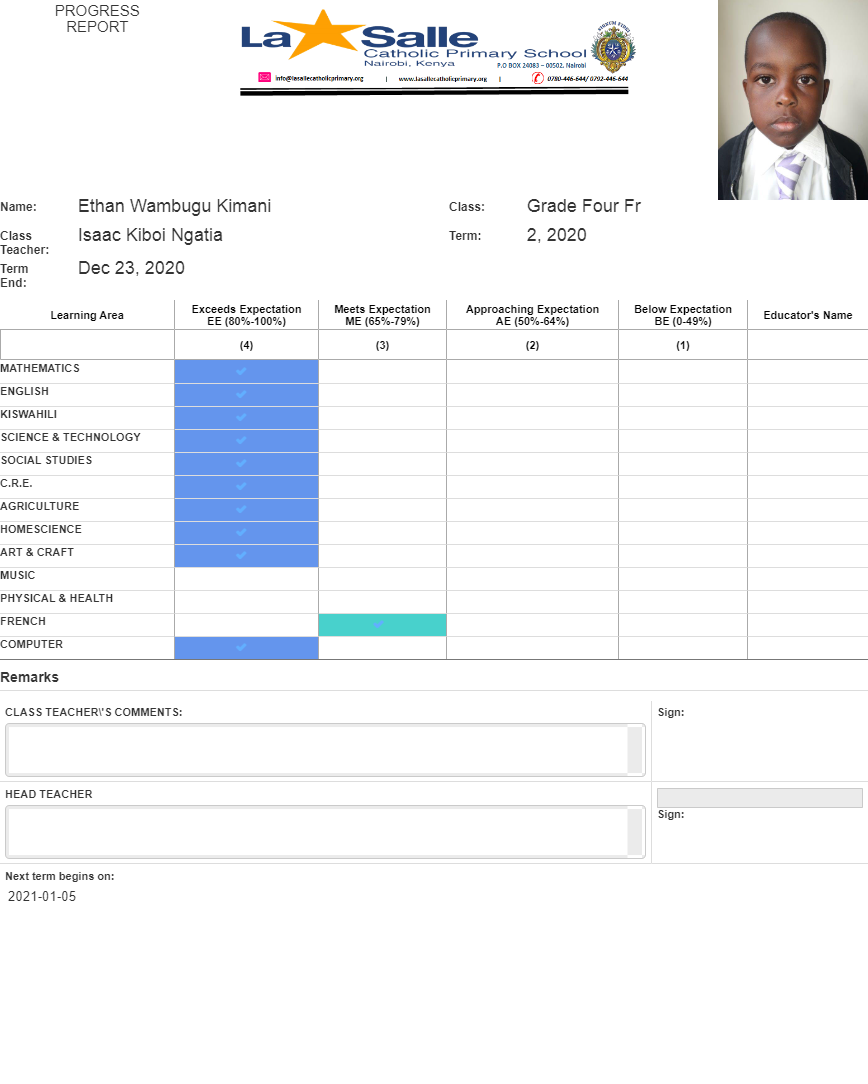 PROGRESS
REPORT
La Salle
Catholic Primary School
Nairobi, Kenya
P.O BOX 24083 – 00502, Nairobi
info@lasallecatholicprimary.org | www.lasallecatholicprimary.org | 0780-446-644/ 0792-446-644
Name: Ethan Wambugu Kimani Class: Grade Four Fr
Class Teacher: Isaac Kiboi Ngatia Term: 2, 2020
Term End: Dec 23, 2020
Learning Area Exceeds Expectation EE (80%-100%) Meets Expectation ME (65%-79%) Approaching Expectation AE (50%-64%) Below Expectation BE (0-49%) Educator's Name
(4) (3) (2) (1)
MATHEMATICS
ENGLISH
KISWAHILI
SCIENCE & TECHNOLOGY
SOCIAL STUDIES
C.R.E.
AGRICULTURE
HOMESCIENCE
ART & CRAFT
MUSIC
PHYSICAL & HEALTH
FRENCH
COMPUTER
Remarks
CLASS TEACHER\'S COMMENTS: Sign:
HEAD TEACHER
Sign:
Next term begins on:
2021-01-05